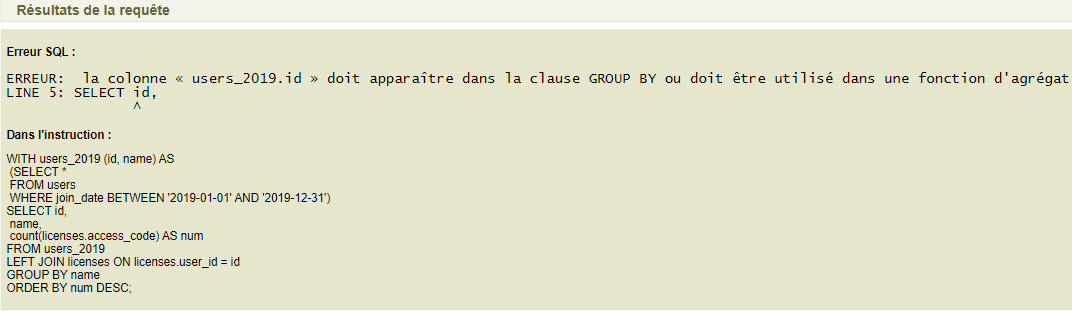 Résultats de la requête
Erreur SQL :
ERREUR:  la colonne « users_2019.id » doit apparaître dans la clause GROUP BY ou doit être utilisé dans une fonction d'agrégat
LINE 5: SELECT id,
^
Dans l'instruction :
WITH users_2019 (id, name) AS
(SELECT *
FROM users
WHERE join_date BETWEEN '2019-01-01' AND '2019-12-31')
SELECT id,
name,
count(licenses.access_code) AS num
FROM users_2019
LEFT JOIN licenses ON licenses.user_id = id
GROUP BY name
ORDER BY num DESC;